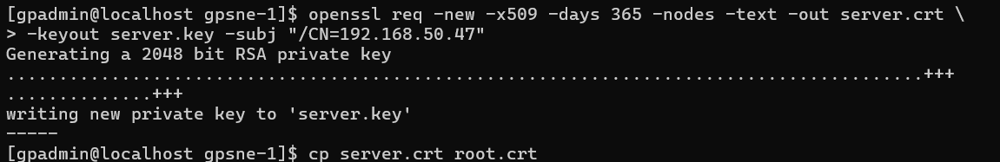 [gpadmin@localhost gpsne-1]$ openssl req -new -x509 -days 365 -nodes -text -out server.crt \
> -keyout server.key -subj "/CN=192.168.50.47"
Generating a 2048 bit RSA private key
........................................................................................+++
..............+++
writing new private key to 'server.key'
-----
[gpadmin@localhost gpsne-1]$ cp server.crt root.crt